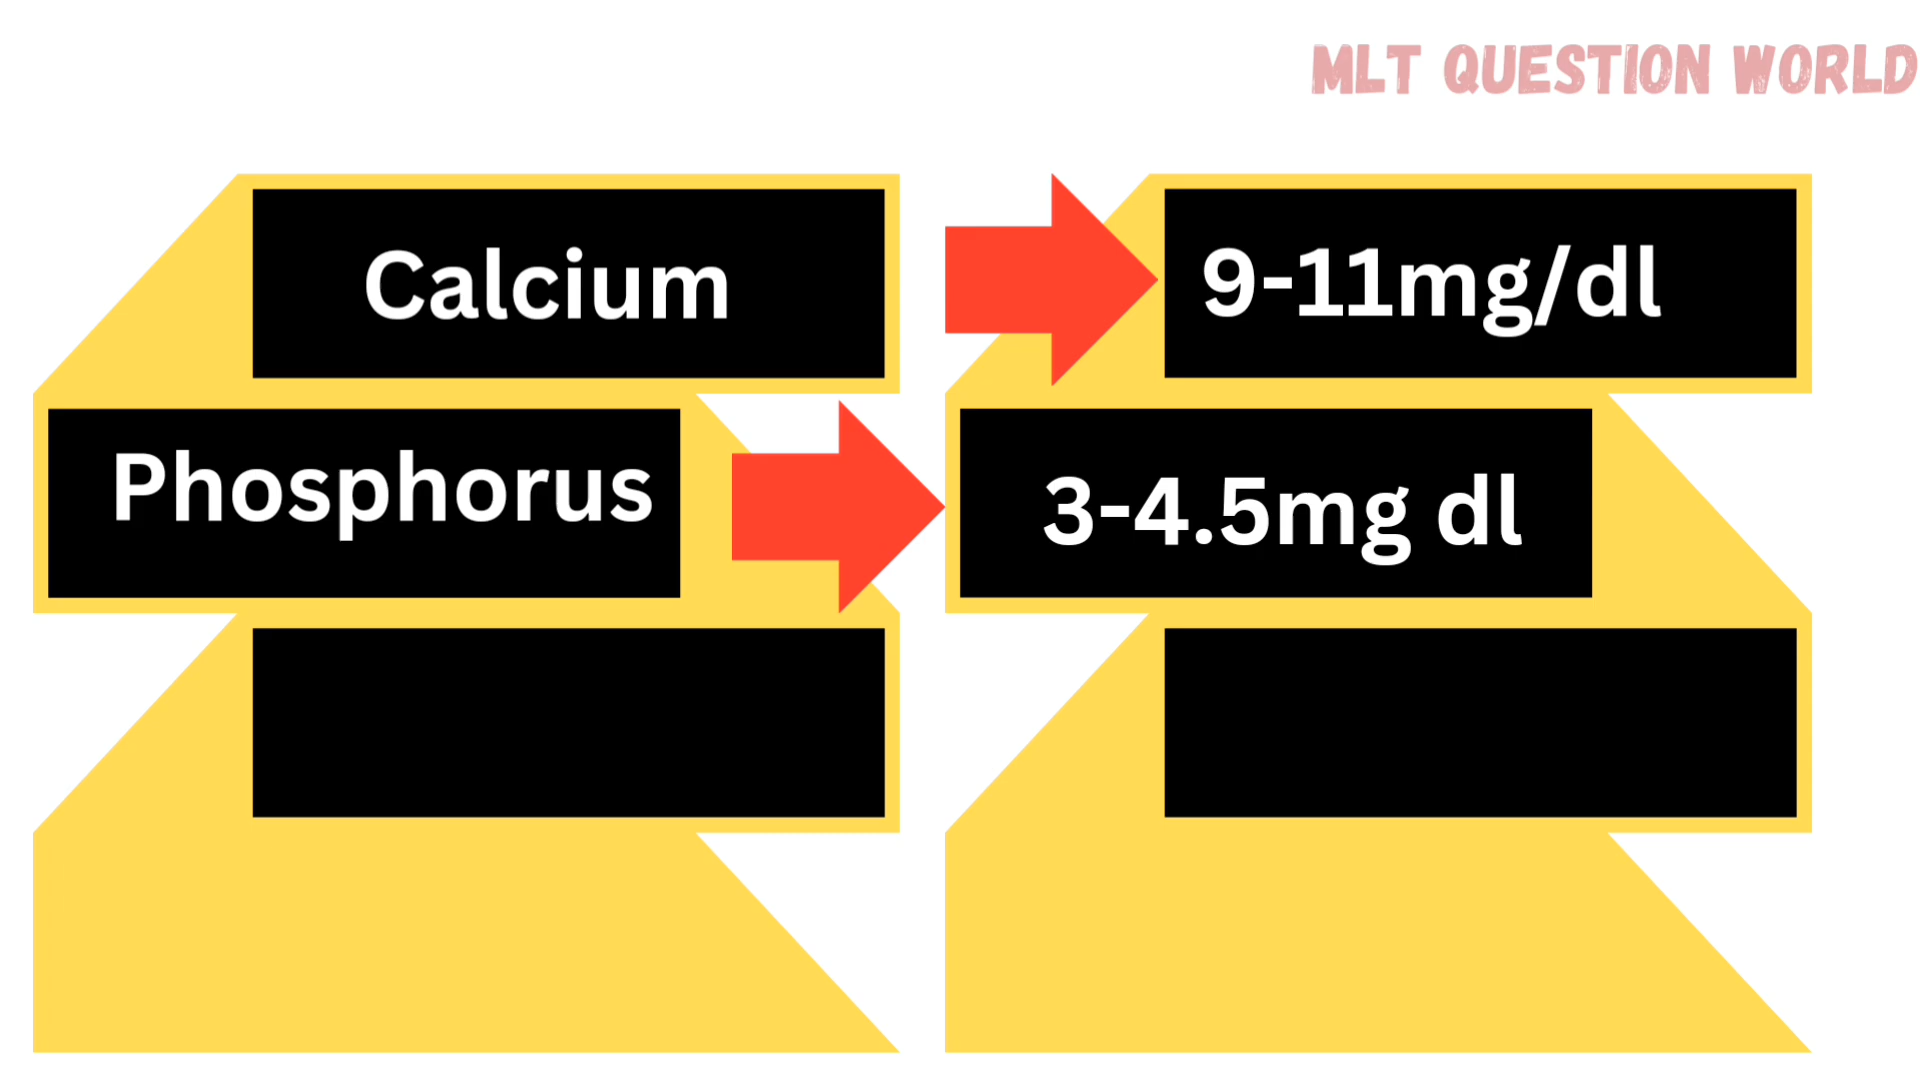 MLT QUESTION WORLD
Calcium
9-11mg/dl
Phosphorus
3-4.5mg dl